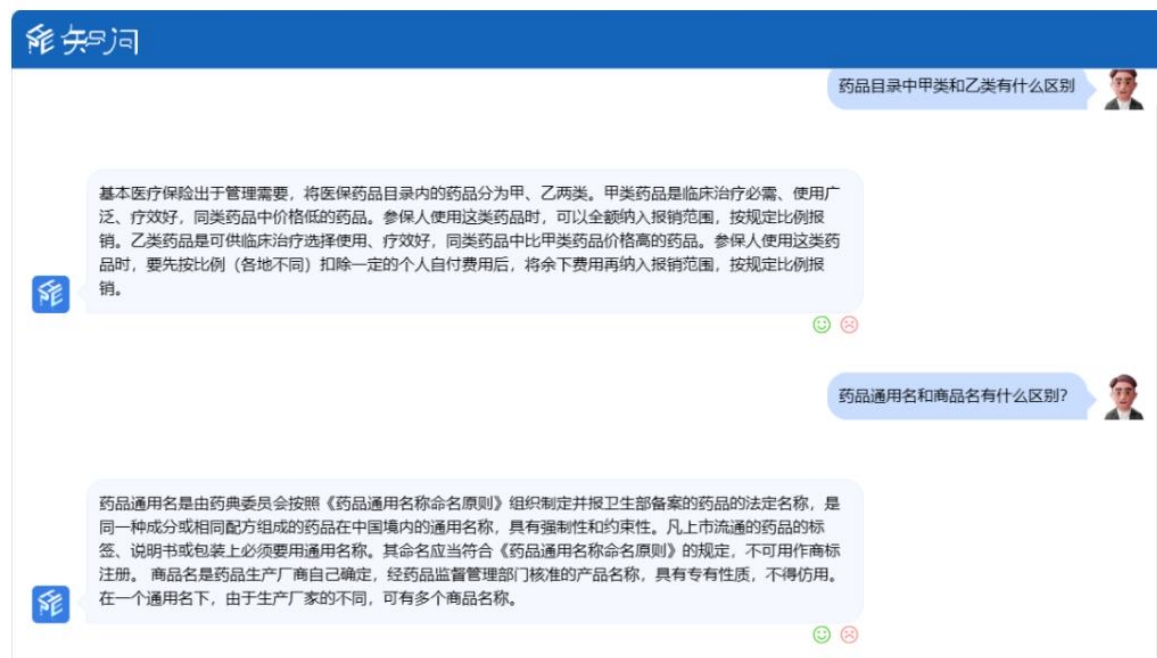 知问
药品目录中甲类和乙类有什么区别
基本医疗保险出于管理需要，将医保药品目录内的药品分为甲、乙两类。甲类药品是临床治疗必需、使用广
泛、疗效好，同类药品中价格低的药品。参保人使用这类药品时，可以全额纳入报销范围，按规定比例报
销。乙类药品是可供临床治疗选择使用、疗效好，同类药品中比甲类药品价格高的药品。参保人使用这类药
品时，要先按比例（各地不同）扣除一定的个人自付费用后，将余下费用再纳入报销范围，按规定比例报
销。
药品通用名和商品名有什么区别?
药品通用名是由药典委员会按照《药品通用名称命名原则》组织制定并报卫生部备案的药品的法定名称，是
同一种成分或相同配方组成的药品在中国境内的通用名称，具有强制性和约束性。凡上市流通的药品的标
签、说明书或包装上必须要用通用名称。其命名应当符合《药品通用名称命名原则》的规定，不可用作商标
注册。 商品名是药品生产厂商自己确定，经药品监督管理部门核准的产品名称，具有专有性质，不得仿用。
在一个通用名下，由于生产厂家的不同，可有多个商品名称。